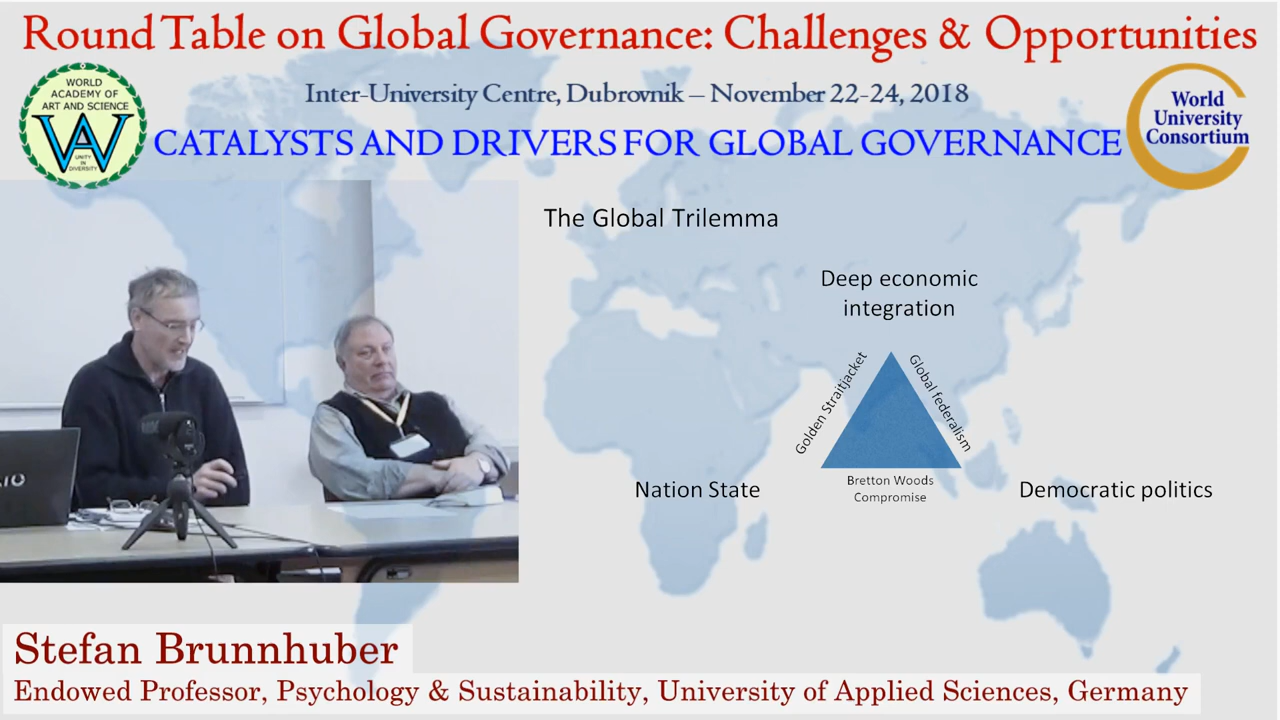 Round Table on Global Governance: Challenges & Opportunities
WORLD
ACADEMY OF
ART AND SCIENCE
WA
UNITY
IN
DIVERSITY
Inter-University Centre, Dubrovnik – November 22-24, 2018
CATALYSTS AND DRIVERS FOR GLOBAL GOVERNANCE
World
University
Consortium
The Global Trilemma
Deep economic
integration
Golden Straitjacket
Global federalism
Nation State
Bretton Woods
Compromise
Democratic politics
Stefan Brunnhuber
Endowed Professor, Psychology & Sustainability, University of Applied Sciences, Germany